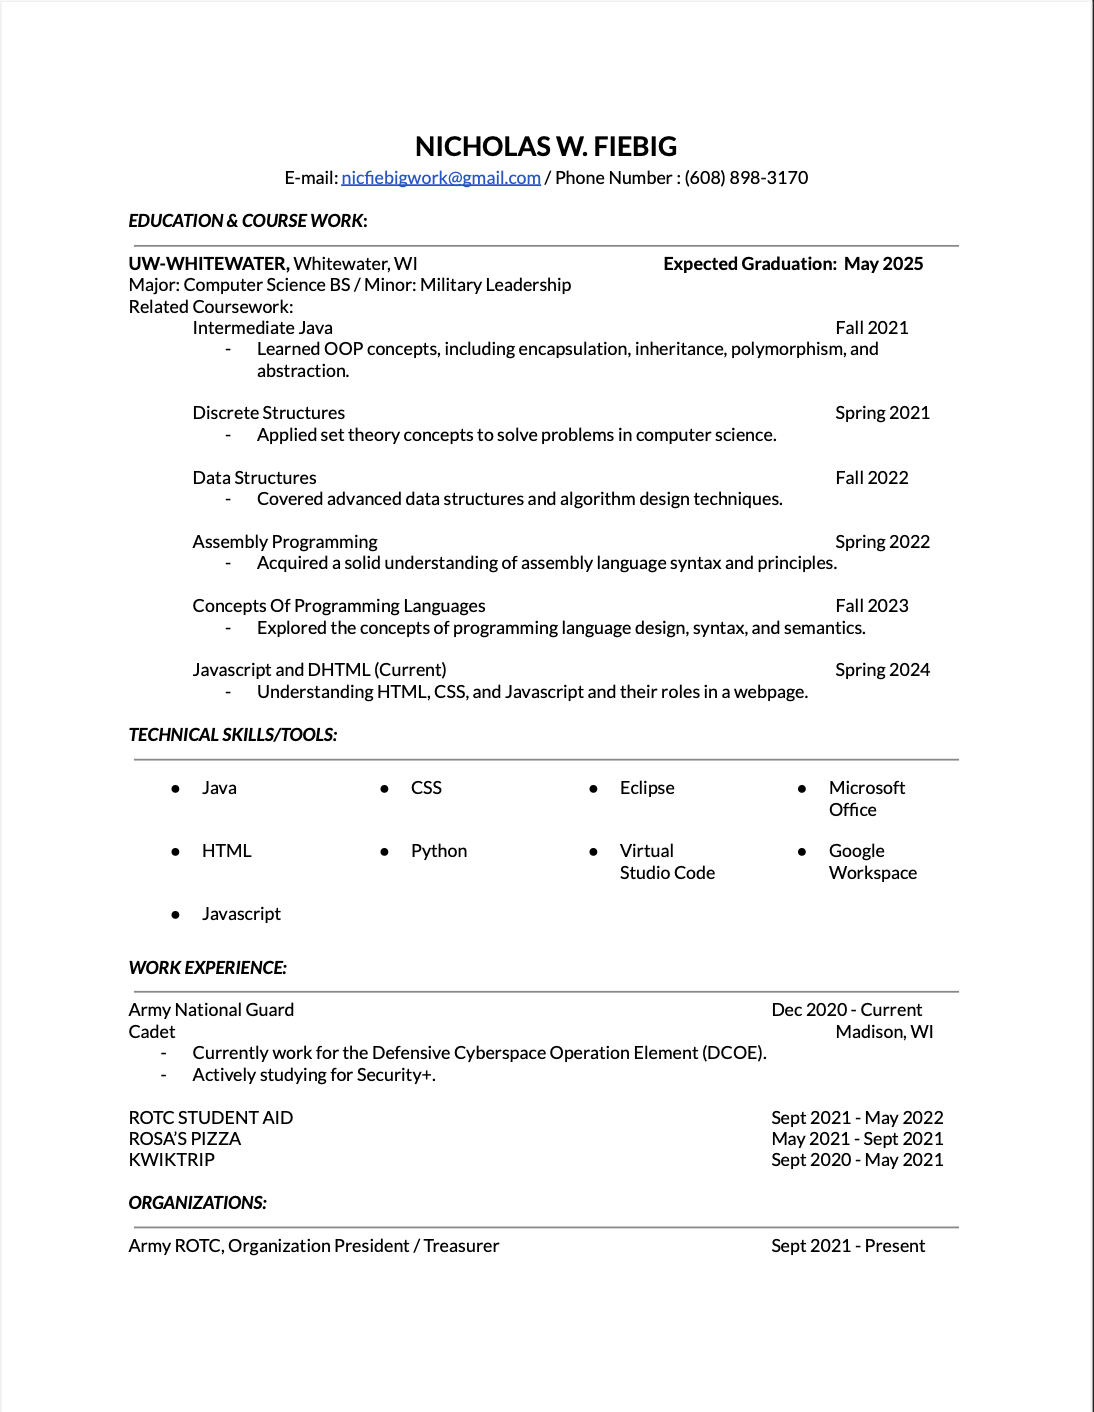 NICHOLAS W. FIEBIG
E-mail: nicfiebigwork@gmail.com / Phone Number : (608) 898-3170
EDUCATION & COURSE WORK:
UW-WHITEWATER, Whitewater, WI Expected Graduation: May 2025
Major: Computer Science BS / Minor: Military Leadership
Related Coursework:
Intermediate Java Fall 2021
- Learned OOP concepts, including encapsulation, inheritance, polymorphism, and
abstraction.
Discrete Structures Spring 2021
- Applied set theory concepts to solve problems in computer science.
Data Structures Fall 2022
- Covered advanced data structures and algorithm design techniques.
Assembly Programming Spring 2022
- Acquired a solid understanding of assembly language syntax and principles.
Concepts Of Programming Languages Fall 2023
- Explored the concepts of programming language design, syntax, and semantics.
Javascript and DHTML (Current) Spring 2024
- Understanding HTML, CSS, and Javascript and their roles in a webpage.
TECHNICAL SKILLS/TOOLS:
● Java ● CSS ● Eclipse ● Microsoft
Office
● HTML ● Python ● Virtual ● Google
Studio Code Workspace
● Javascript
WORK EXPERIENCE:
Army National Guard Dec 2020 - Current
Cadet Madison, WI
- Currently work for the Defensive Cyberspace Operation Element (DCOE).
- Actively studying for Security+.
ROTC STUDENT AID Sept 2021 - May 2022
ROSA'S PIZZA May 2021 - Sept 2021
KWIKTRIP Sept 2020 - May 2021
ORGANIZATIONS:
Army ROTC, Organization President / Treasurer Sept 2021 - Present